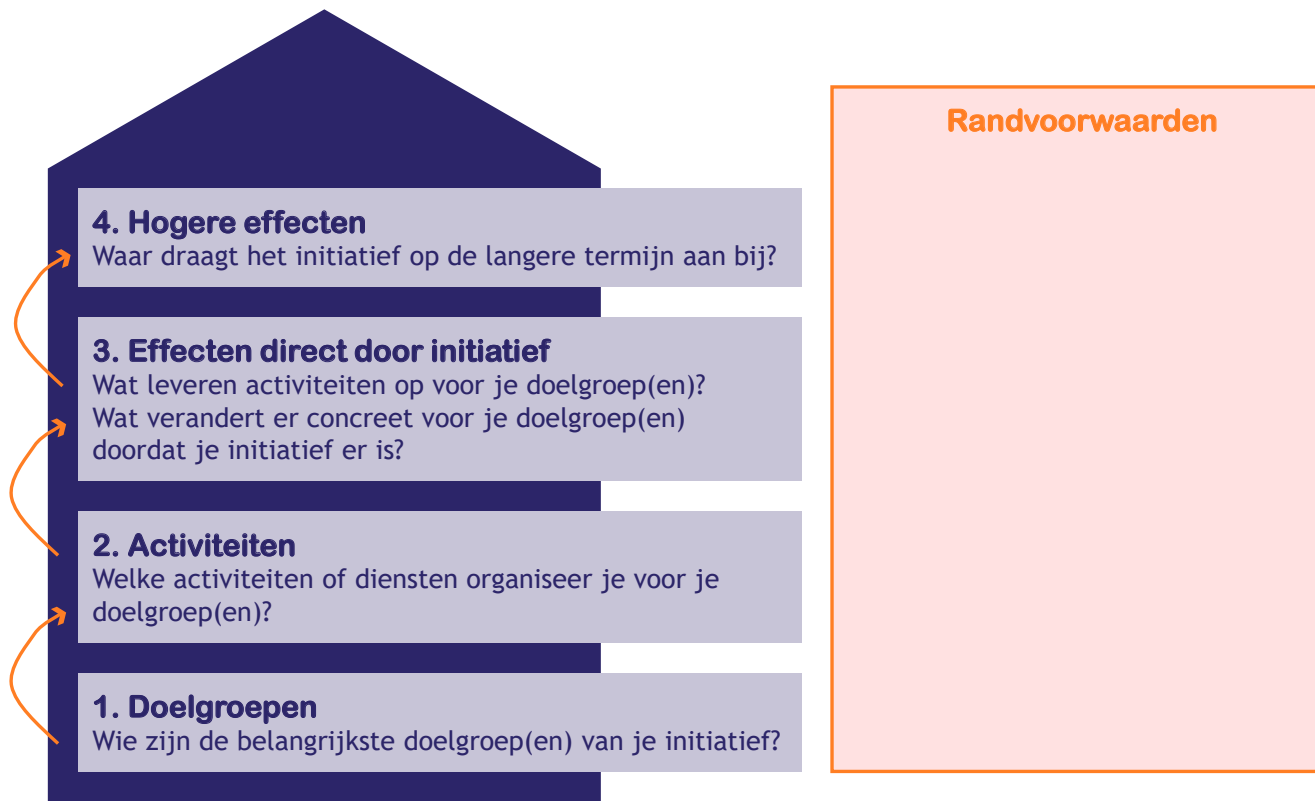 Randvoorwaarden
4. Hogere effecten
Waar draagt het initiatief op de langere termijn aan bij?
3. Effecten direct door initiatief
Wat leveren activiteiten op voor je doelgroep(en)?
Wat verandert er concreet voor je doelgroep(en)
doordat je initiatief er is?
2. Activiteiten
Welke activiteiten of diensten organiseer je voor je
doelgroep(en)?
1. Doelgroepen
Wie zijn de belangrijkste doelgroep(en) van je initiatief?